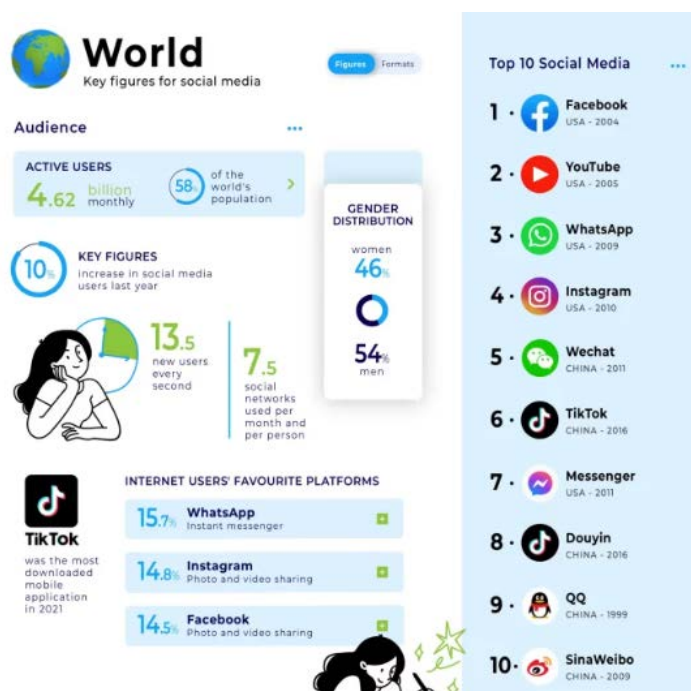 World
Key figures for social media
Figures
Formats
Audience
ACTIVE USERS
4.62 billion
monthly
58%
of the
world's
population
GENDER
DISTRIBUTION
women
46%
54%
men
10%
KEY FIGURES
increase in social media
users last year
13.5
new users
every
second
7.5
social
networks
used per
month and
per person
TikTok
was the most
downloaded
mobile
application
in 2021
INTERNET USERS' FAVOURITE PLATFORMS
15.7% WhatsApp
Instant messenger
14.8% Instagram
Photo and video sharing
14.5% Facebook
Photo and video sharing
Top 10 Social Media
1 · Facebook
USA - 2004
2 · YouTube
USA - 2005
3 · WhatsApp
USA - 2009
4 · Instagram
USA - 2010
5 · Wechat
CHINA - 2011
6 · TikTok
CHINA - 2016
7 · Messenger
USA - 2011
8 · Douyin
CHINA - 2016
9 · QQ
CHINA - 1999
10 · SinaWeibo
CHINA - 2009